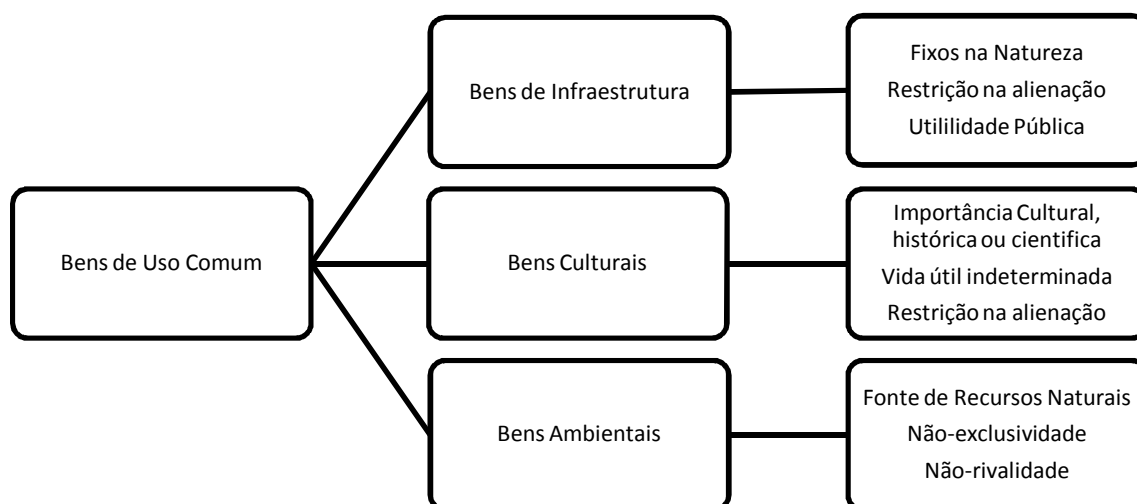 Bens de Uso Comum
Bens de Infraestrutura
Fixos na Natureza
Restrição na alienação
Utililidade Pública
Bens Culturais
Importância Cultural,
histórica ou cientifica
Vida útil indeterminada
Restrição na alienação
Bens Ambientais
Fonte de Recursos Naturais
Não-exclusividade
Não-rivalidade